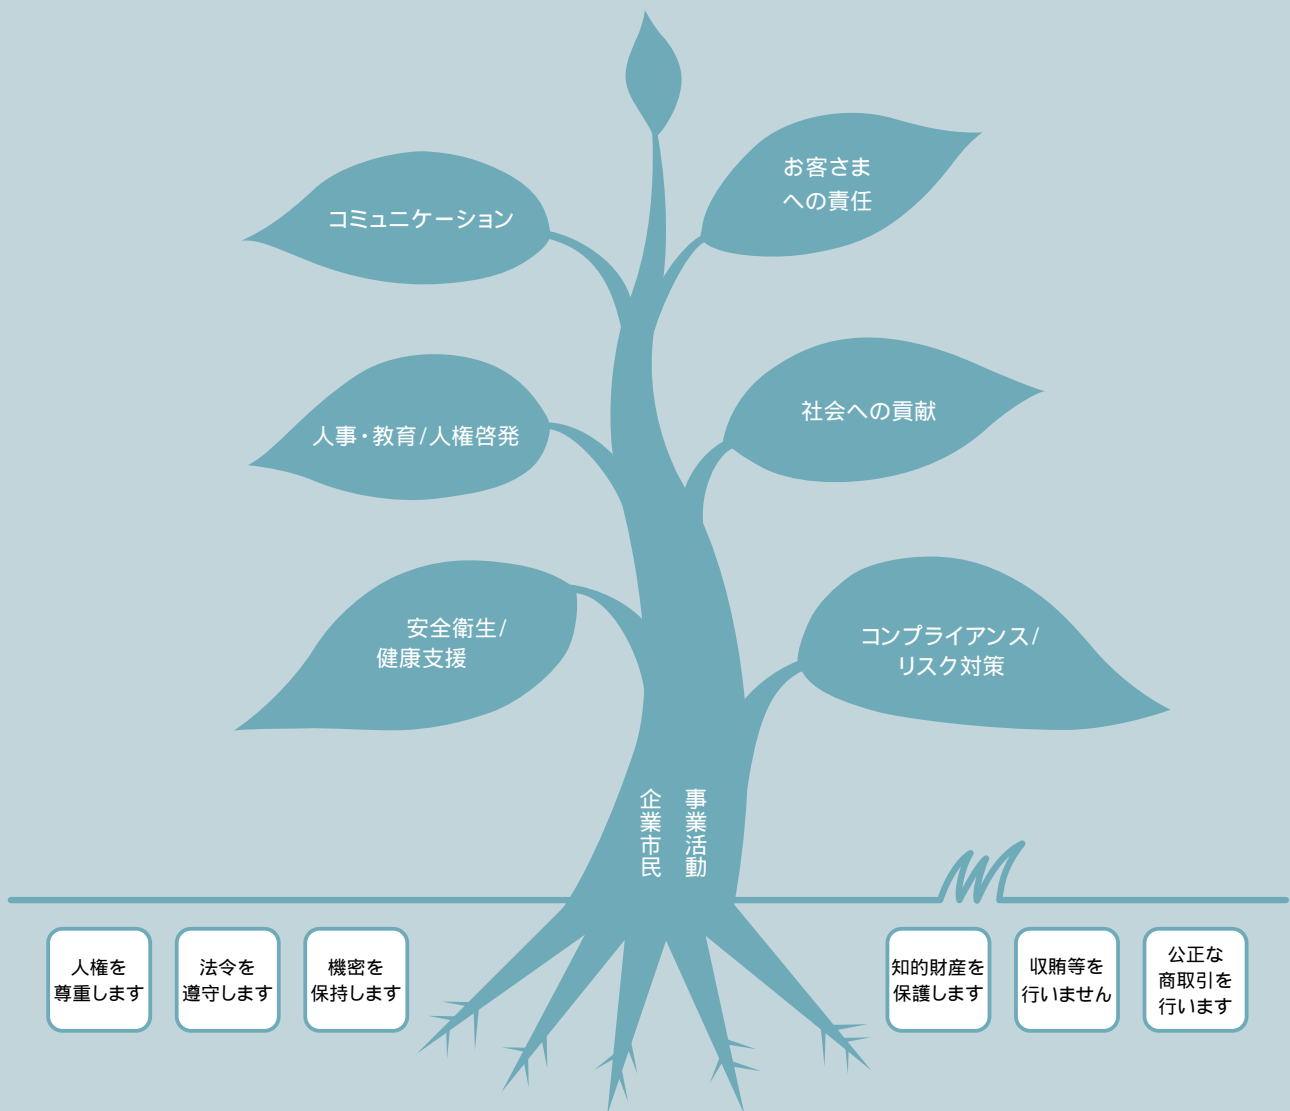 お客さま
への責任
コミュニケーション
社会への貢献
人事・教育/人権啓発
安全衛生/
健康支援
コンプライアンス/
リスク対策
事業活動
企業市民
人権を
尊重します
法令を
遵守します
機密を
保持します
知的財産を
保護します
収賄等を
行いません
公正な
商取引を
行います